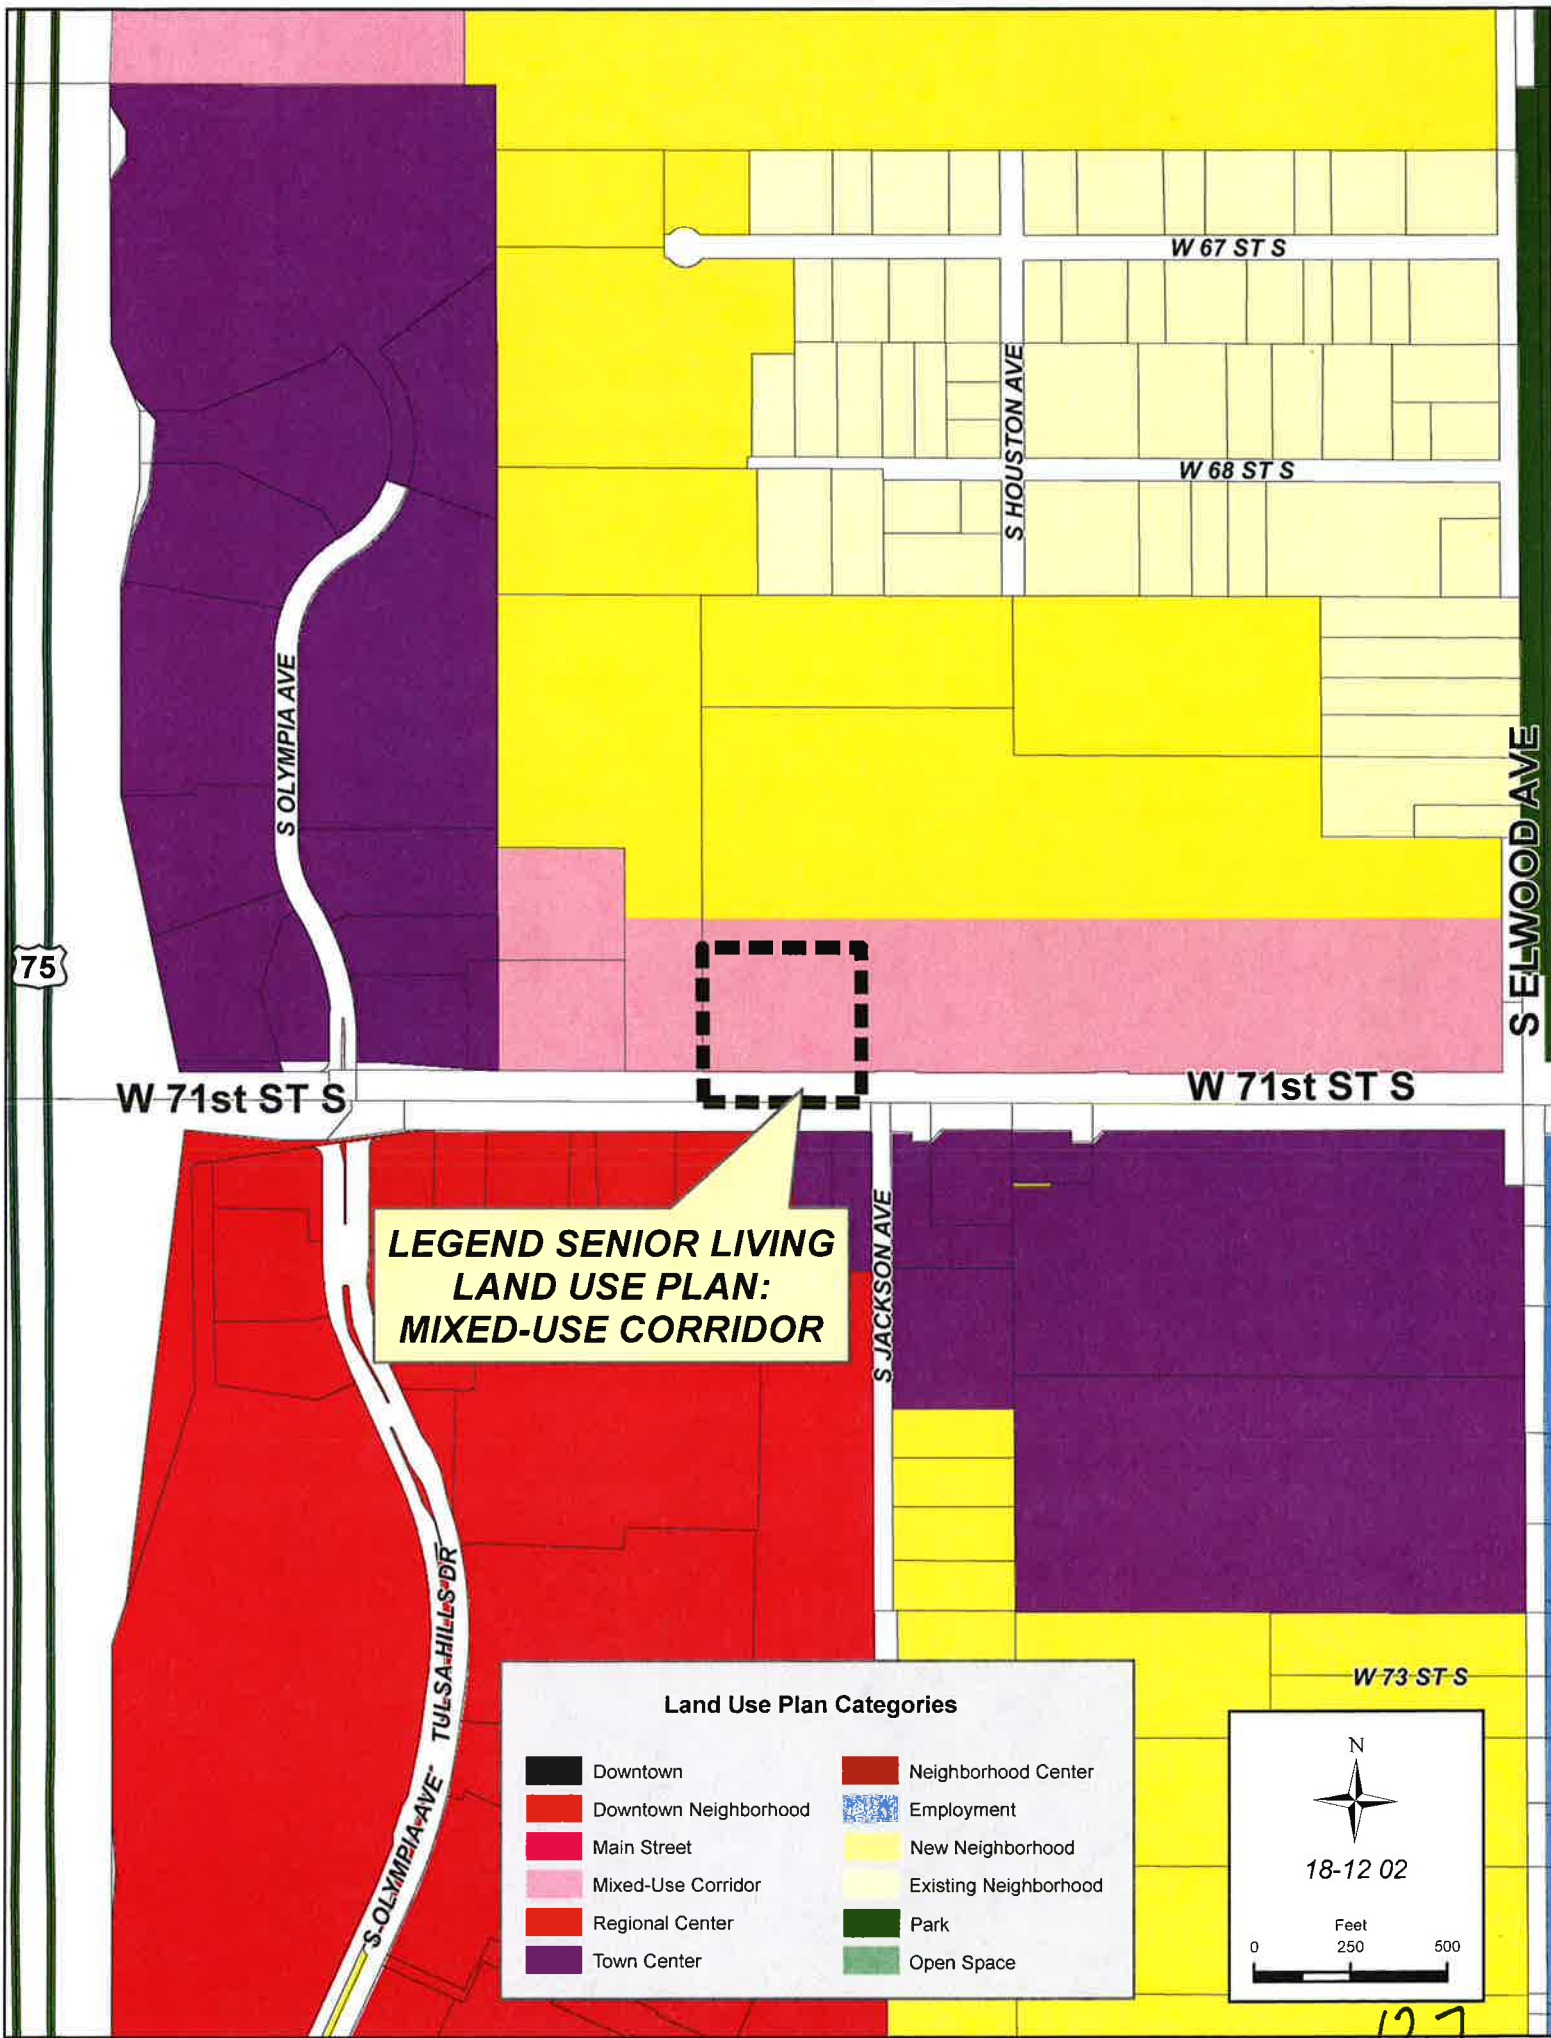 W 67 ST S
S HOUSTON AVE
W 68 ST S
S OLYMPIA AVE
S ELWOOD AVE
75
W 71st ST S
W 71st ST S
LEGEND SENIOR LIVING
LAND USE PLAN:
MIXED-USE CORRIDOR
S JACKSON AVE
TULSA HILLS DR
S OLYMPIA AVE
W 73 ST S
Land Use Plan Categories
Downtown
Downtown Neighborhood
Main Street
Mixed-Use Corridor
Regional Center
Town Center
Neighborhood Center
Employment
New Neighborhood
Existing Neighborhood
Park
Open Space
N
18-12 02
Feet
0 250 500